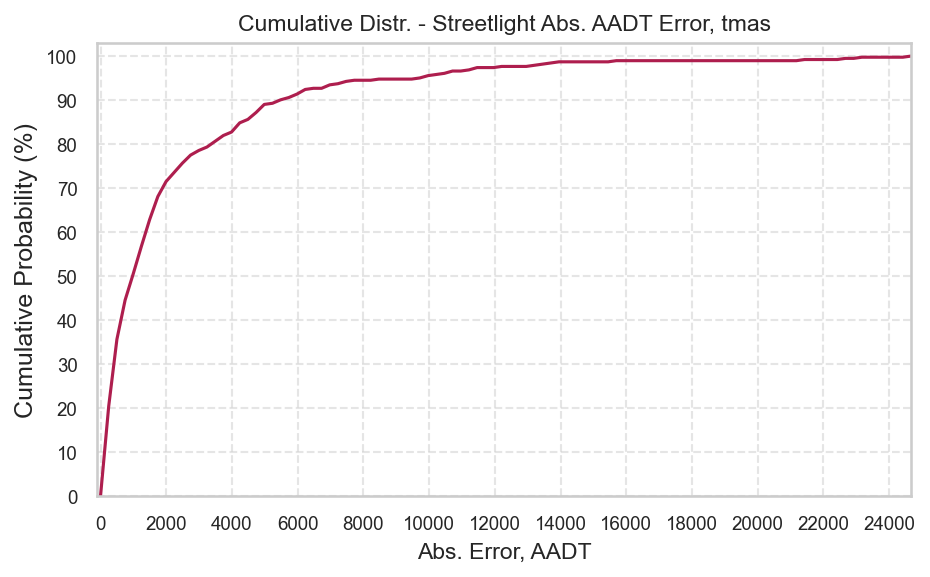 Cumulative Distr. - Streetlight Abs. AADT Error, tmas
Cumulative Probability (%)
100
90
80
70
60
50
40
30
20
10
0
0 2000 4000 6000 8000 10000 12000 14000 16000 18000 20000 22000 24000
Abs. Error, AADT